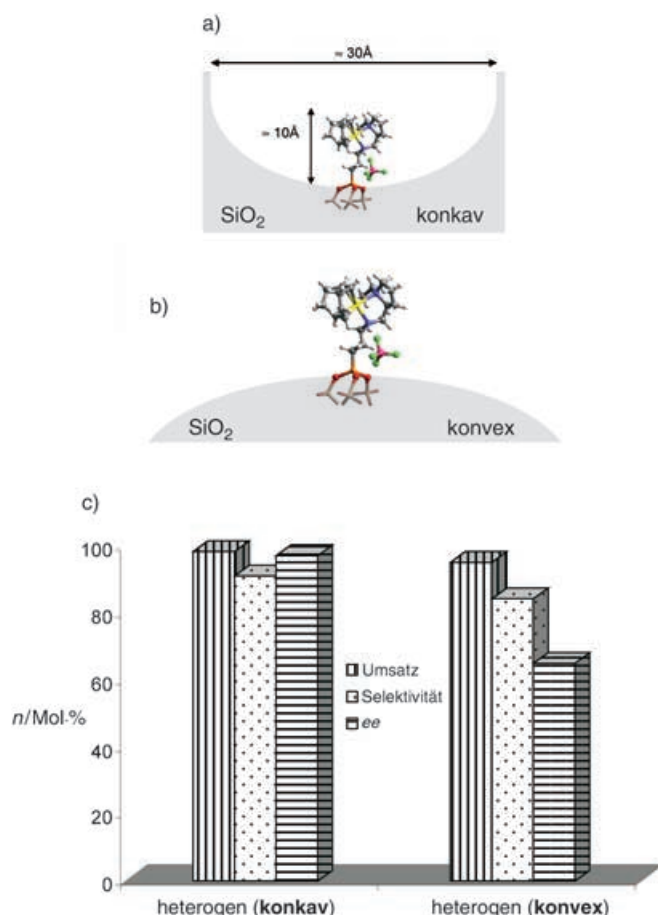 a)
≈ 30Å
≈ 10Å
SiO₂ konkav
b)
SiO₂ konvex
c)
100
80
60
40
20
0
n/Mol-%
Umsatz
Selektivität
ee
heterogen (konkav) heterogen (konvex)